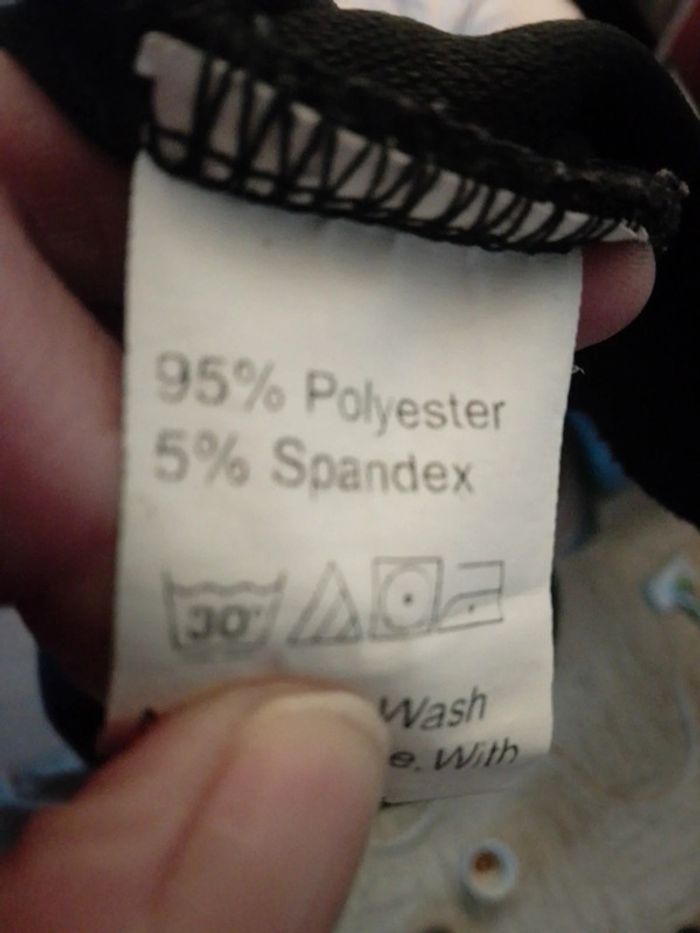 95% Polyester
5% Spandex
30°
Wash
e. With